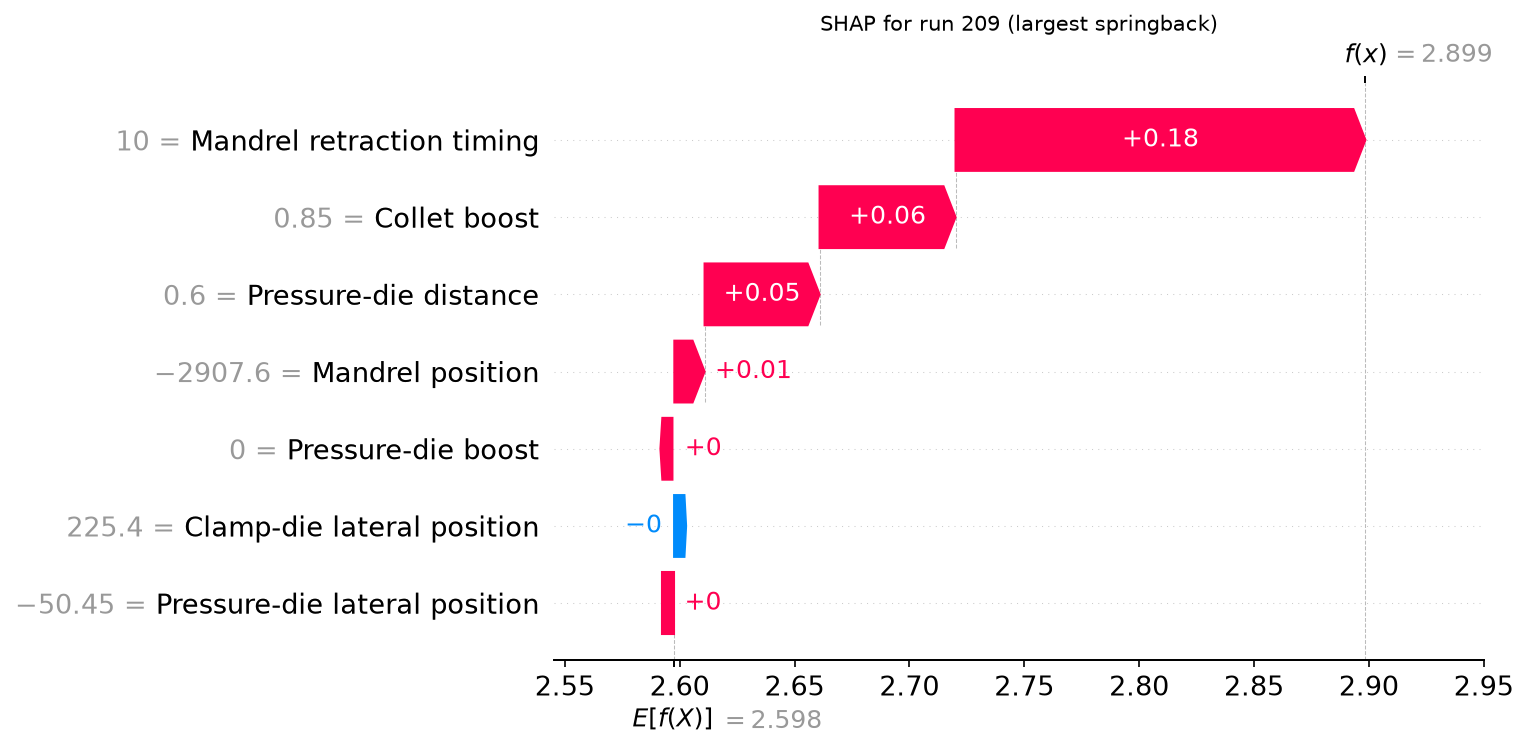 SHAP for run 209 (largest springback)
f(x) = 2.899
10 = Mandrel retraction timing
+0.18
0.85 = Collet boost
+0.06
0.6 = Pressure-die distance
+0.05
−2907.6 = Mandrel position
+0.01
0 = Pressure-die boost
+0
225.4 = Clamp-die lateral position
−0
−50.45 = Pressure-die lateral position
+0
2.55 2.60 2.65 2.70 2.75 2.80 2.85 2.90 2.95
E[f(X)] = 2.598